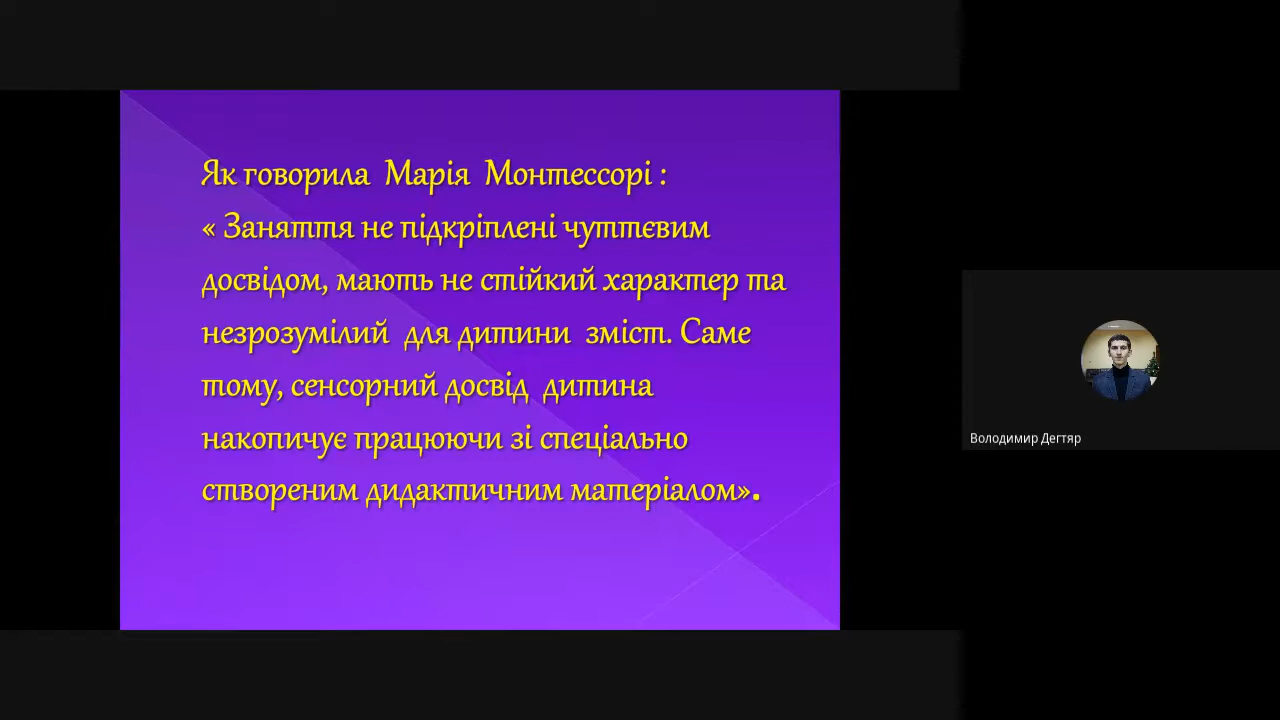 Як говорила Марія Монтессорі :
« Заняття не підкріплені чуттєвим
досвідом, мають не стійкий характер та
незрозумілий для дитини зміст. Саме
тому, сенсорний досвід дитина
накопичує працюючи зі спеціально
створеним дидактичним матеріалом».
Володимир Дегтяр